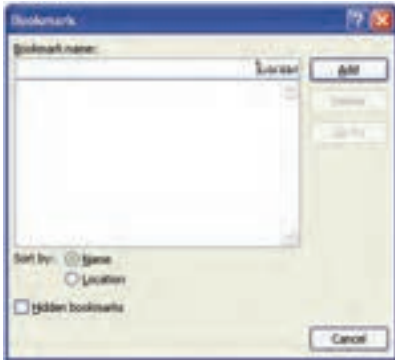 Bookmark
Bookmark name:
Add
Delete
Go To
Sort by: Name
Location
Hidden bookmarks
Cancel